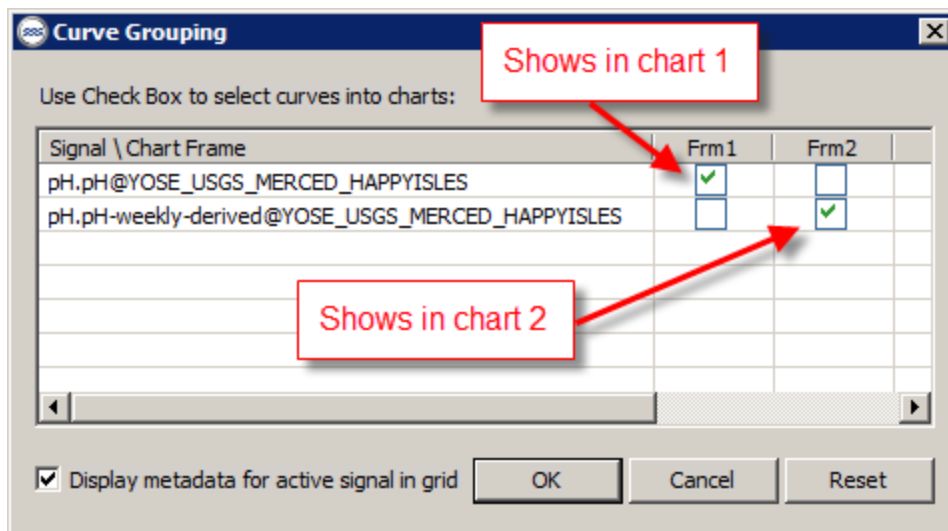 Curve Grouping
Shows in chart 1
Use Check Box to select curves into charts:
Signal \ Chart Frame Frm1 Frm2
pH.pH@YOSE_USGS_MERCED_HAPPYISLES
pH.pH-weekly-derived@YOSE_USGS_MERCED_HAPPYISLES
Shows in chart 2
Display metadata for active signal in grid OK Cancel Reset